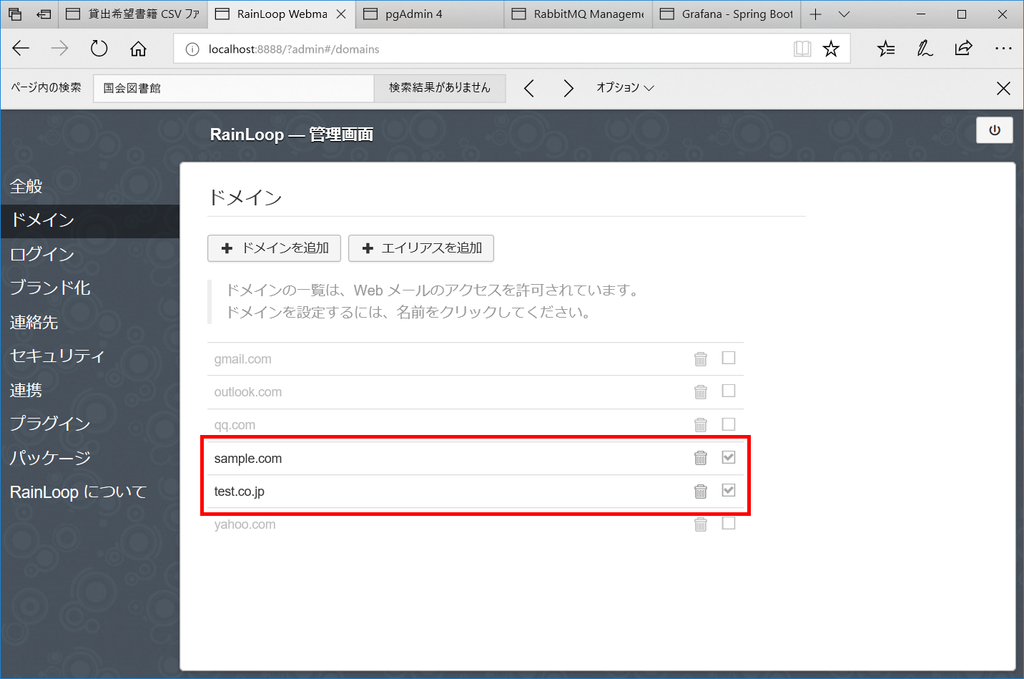 貸出希望書籍 CSV ファ
RainLoop Webma
pgAdmin 4
RabbitMQ Manageme
Grafana - Spring Boot
localhost:8888/?admin#/domains
ページ内の検索
国会図書館
検索結果がありません
オプション
RainLoop — 管理画面
全般
ドメイン
ログイン
ブランド化
連絡先
セキュリティ
連携
プラグイン
パッケージ
RainLoop について
ドメイン
ドメインを追加
エイリアスを追加
ドメインの一覧は、Web メールのアクセスを許可されています。
ドメインを設定するには、名前をクリックしてください。
gmail.com
outlook.com
qq.com
sample.com
test.co.jp
yahoo.com